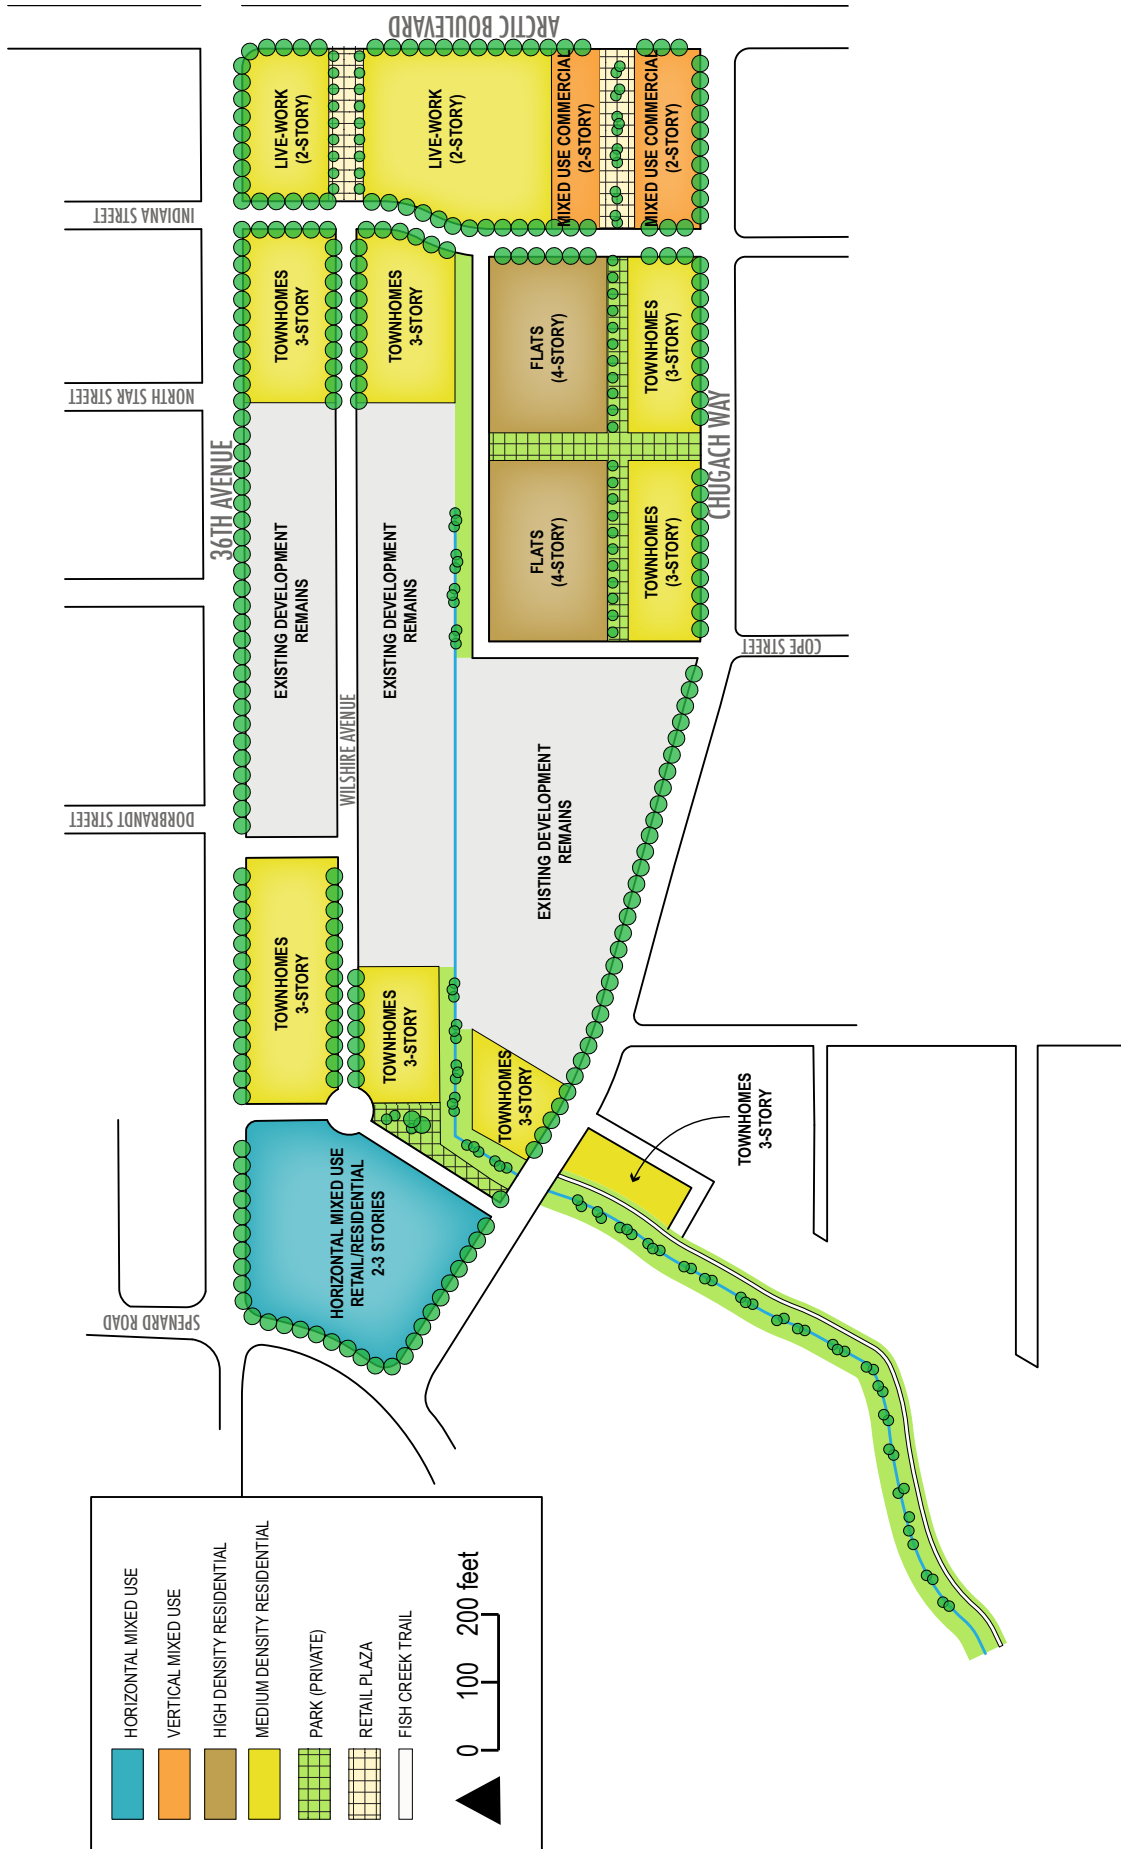 ARCTIC BOULEVARD
INDIANA STREET
NORTH STAR STREET
DORBRANDT STREET
SPENARD ROAD
36TH AVENUE
WILSHIRE AVENUE
CHUGACH WAY
COPE STREET
LIVE-WORK
(2-STORY)
LIVE-WORK
(2-STORY)
MIXED USE COMMERCIAL
(2-STORY)
MIXED USE COMMERCIAL
(2-STORY)
TOWNHOMES
3-STORY
TOWNHOMES
3-STORY
FLATS
(4-STORY)
TOWNHOMES
(3-STORY)
FLATS
(4-STORY)
TOWNHOMES
(3-STORY)
EXISTING DEVELOPMENT
REMAINS
EXISTING DEVELOPMENT
REMAINS
EXISTING DEVELOPMENT
REMAINS
TOWNHOMES
3-STORY
TOWNHOMES
3-STORY
TOWNHOMES
3-STORY
TOWNHOMES
3-STORY
HORIZONTAL MIXED USE
RETAIL/RESIDENTIAL
2-3 STORIES
HORIZONTAL MIXED USE
VERTICAL MIXED USE
HIGH DENSITY RESIDENTIAL
MEDIUM DENSITY RESIDENTIAL
PARK (PRIVATE)
RETAIL PLAZA
FISH CREEK TRAIL
0 100 200 feet